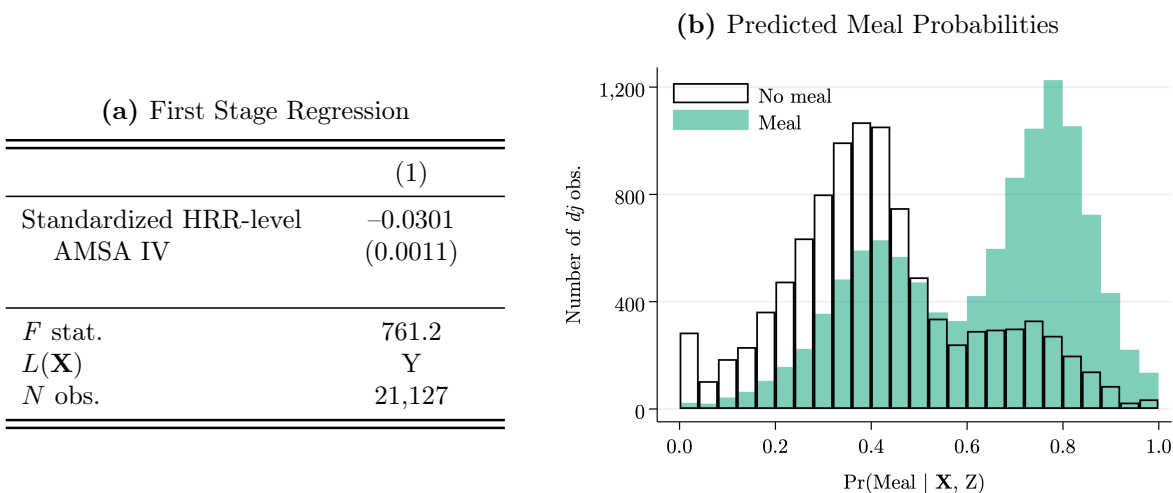 (a) First Stage Regression
(1)
Standardized HRR-level –0.0301
AMSA IV (0.0011)
F stat. 761.2
L(X) Y
N obs. 21,127
(b) Predicted Meal Probabilities
No meal
Meal
Number of dj obs.
1,200
800
400
0
0.0 0.2 0.4 0.6 0.8 1.0
Pr(Meal | X, Z)